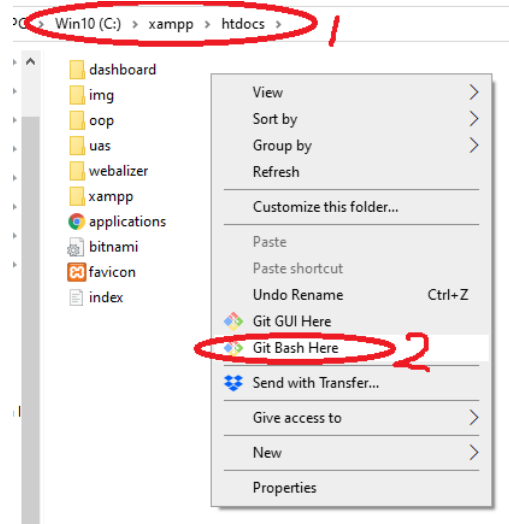 PC > Win10 (C:) > xampp > htdocs >
1
dashboard
img
oop
uas
webalizer
xampp
applications
bitnami
favicon
index
View
Sort by
Group by
Refresh
Customize this folder...
Paste
Paste shortcut
Undo Rename Ctrl+Z
Git GUI Here
Git Bash Here
2
Send with Transfer...
Give access to
New
Properties